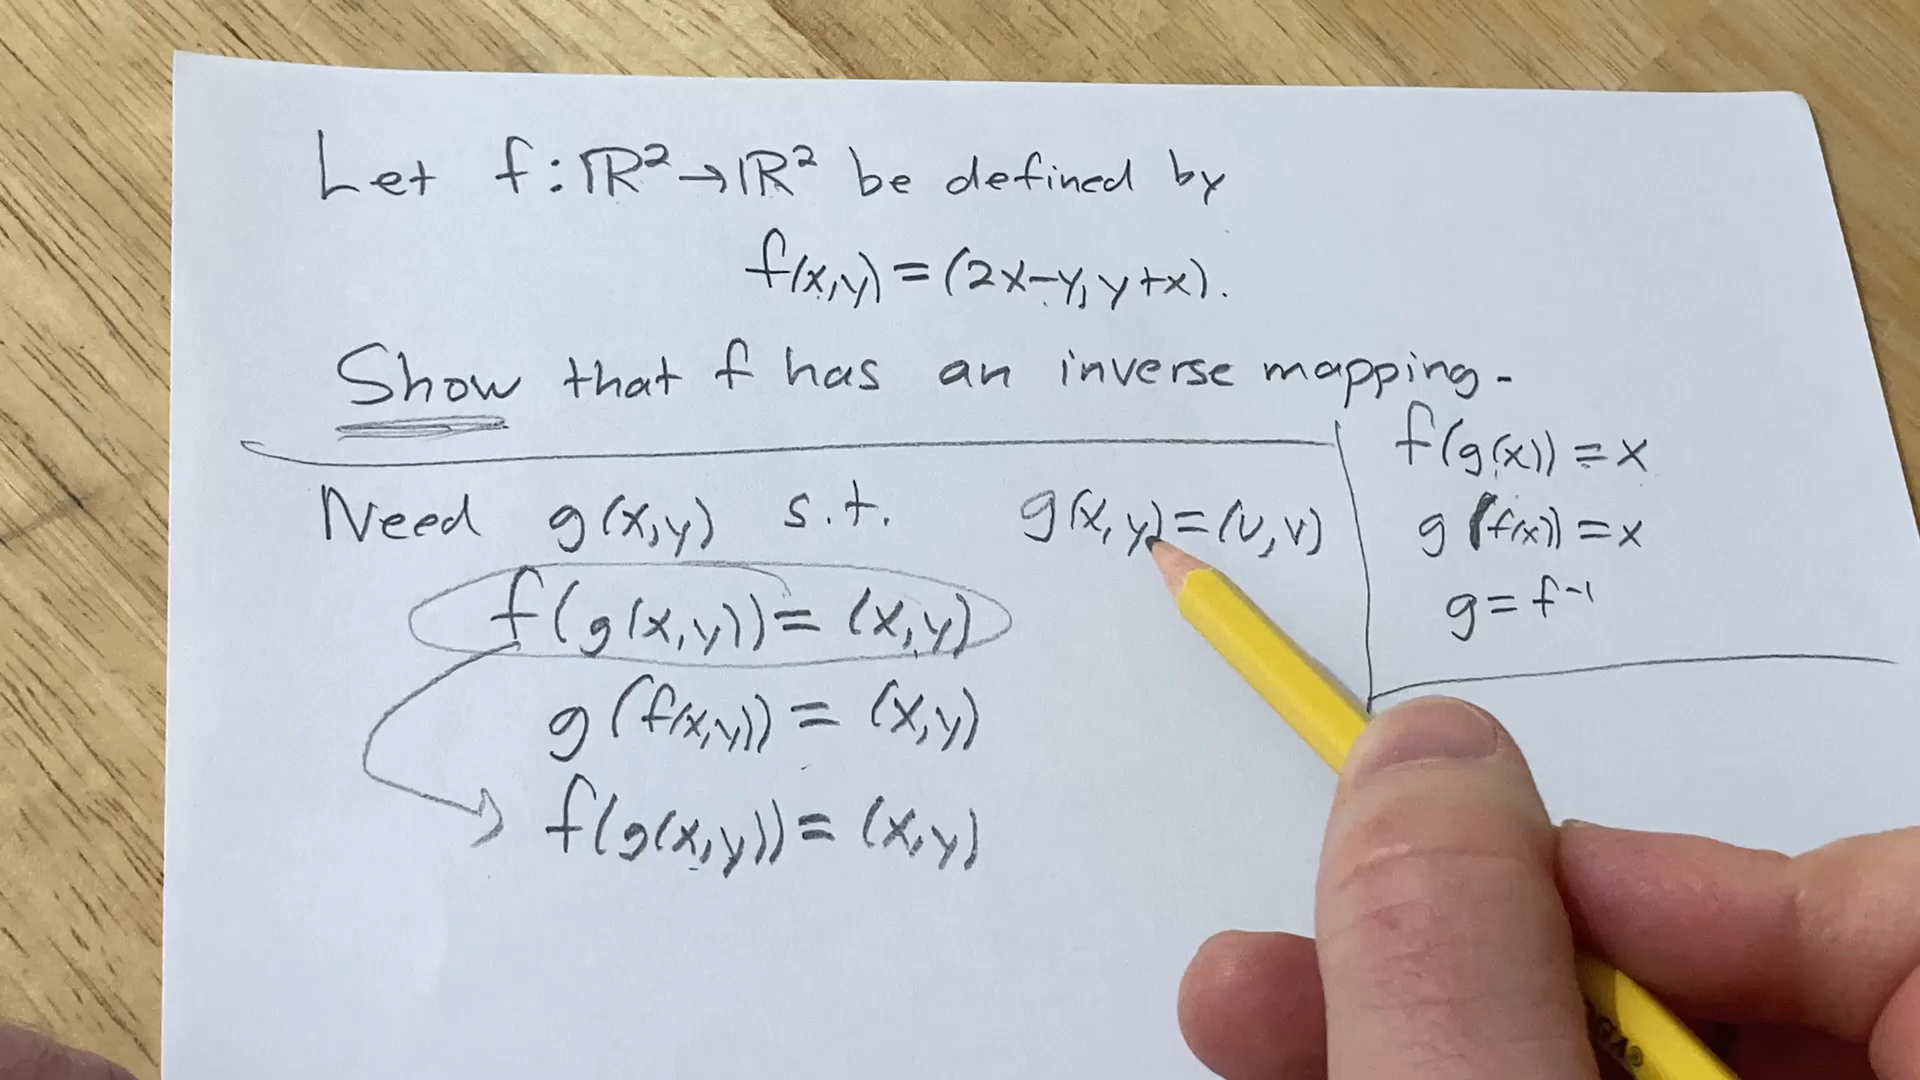 Let f: ℝ² → ℝ² be defined by
f(x,y) = (2x-y, y+x).
Show that f has an inverse mapping.
Need g(x,y) s.t. g(x,y) = (u,v)
f(g(x,y)) = (x,y)
g(f(x,y)) = (x,y)
f(g(x,y)) = (x,y)
f(g(x)) = x
g(f(x)) = x
g = f⁻¹